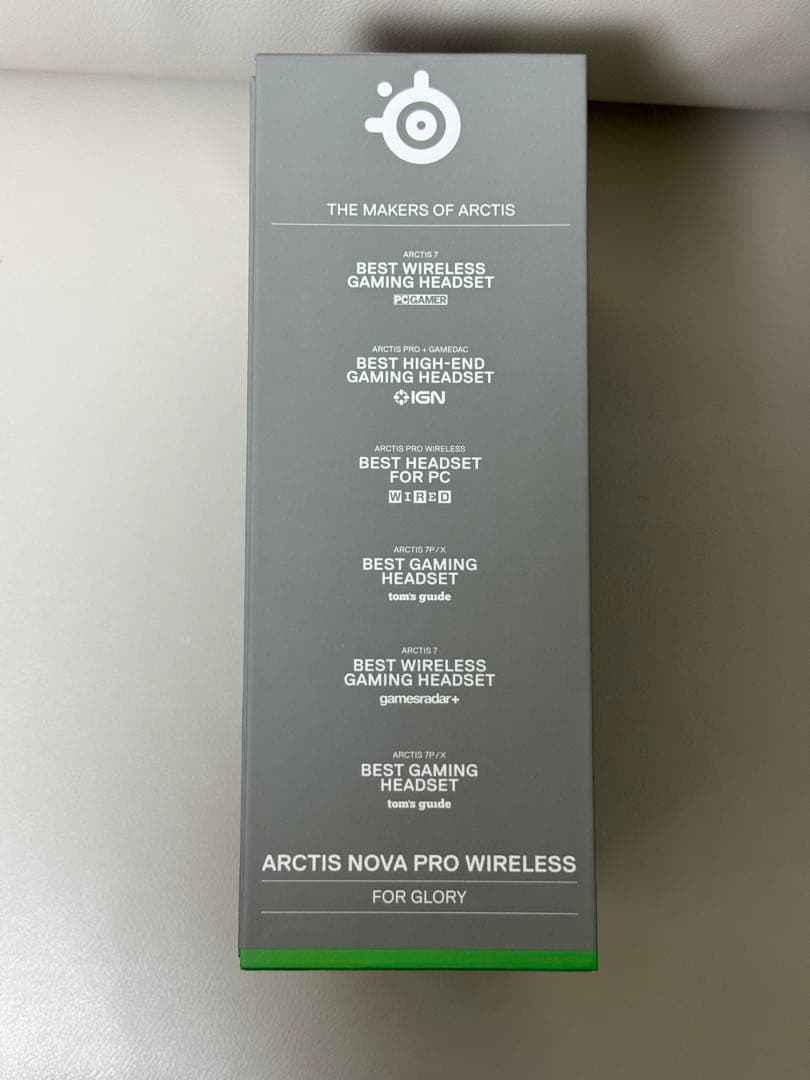 THE MAKERS OF ARCTIS
ARCTIS 7
BEST WIRELESS
GAMING HEADSET
PCGAMER
ARCTIS PRO + GAMEDAC
BEST HIGH-END
GAMING HEADSET
IGN
ARCTIS PRO WIRELESS
BEST HEADSET
FOR PC
WIRED
ARCTIS 7P/X
BEST GAMING
HEADSET
tom's guide
ARCTIS 7
BEST WIRELESS
GAMING HEADSET
gamesradar+
ARCTIS 7P/X
BEST GAMING
HEADSET
tom's guide
ARCTIS NOVA PRO WIRELESS
FOR GLORY